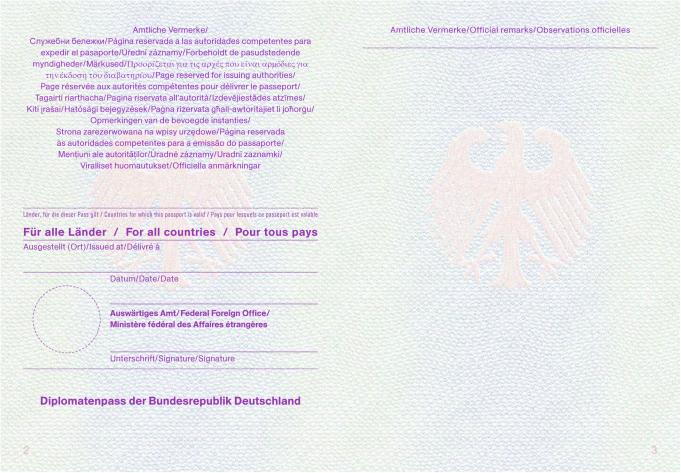 Amtliche Vermerke/
Служебни бележки/Página reservada a las autoridades competentes para
expedir el pasaporte/Úřední záznamy/Forbeholdt de pasudstedende
myndigheder/Märkused/Προορίζεται για τις αρχές που είναι αρμόδιες για
την έκδοση του διαβατηρίου/Page reserved for issuing authorities/
Page réservée aux autorités compétentes pour délivrer le passeport/
Tagairtí riarthacha/Pagina riservata all'autorità/Izdevējiestādes atzīmes/
Kiti įrašai/Hatósági bejegyzések/Paġna riżervata għall-awtoritajiet li joħorġu/
Opmerkingen van de bevoegde instanties/
Strona zarezerwowana na wpisy urzędowe/Página reservada
às autoridades competentes para a emissão do passaporte/
Mențiuni ale autorităților/Úradné záznamy/Uradni zaznamki/
Viralliset huomautukset/Officiella anmärkningar
Länder, für die dieser Pass gilt / Countries for which this passport is valid / Pays pour lesquels ce passeport est valable
Für alle Länder / For all countries / Pour tous pays
Ausgestellt (Ort)/Issued at/Délivré à
Datum/Date/Date
Auswärtiges Amt/Federal Foreign Office/
Ministère fédéral des Affaires étrangères
Unterschrift/Signature/Signature
Diplomatenpass der Bundesrepublik Deutschland
2
Amtliche Vermerke/Official remarks/Observations officielles
3